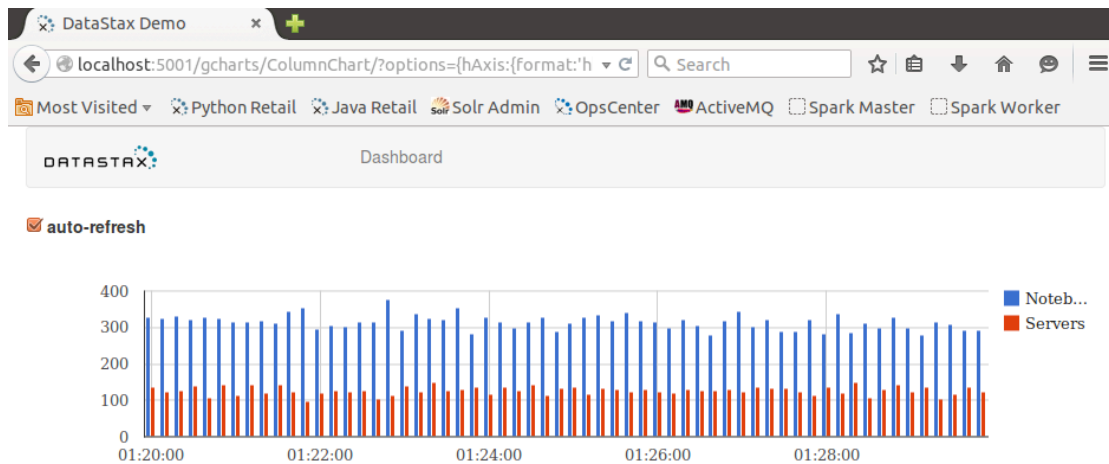 DataStax Demo
localhost:5001/gcharts/ColumnChart/?options={hAxis:{format:'h Search
Most Visited Python Retail Java Retail Solr Admin OpsCenter ActiveMQ Spark Master Spark Worker
DATASTAX Dashboard
auto-refresh
400
300
200
100
0
01:20:00 01:22:00 01:24:00 01:26:00 01:28:00
Noteb...
Servers